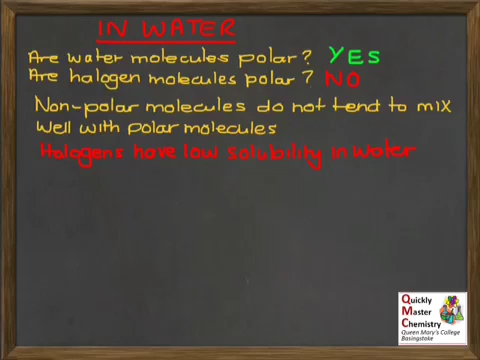 IN WATER
Are water molecules polar? YES
Are halogen molecules polar? NO
Non-polar molecules do not tend to mix
Well with polar molecules
Halogens have low solubility in water
Quickly
Master
Chemistry
Queen Mary's College
Basingstoke